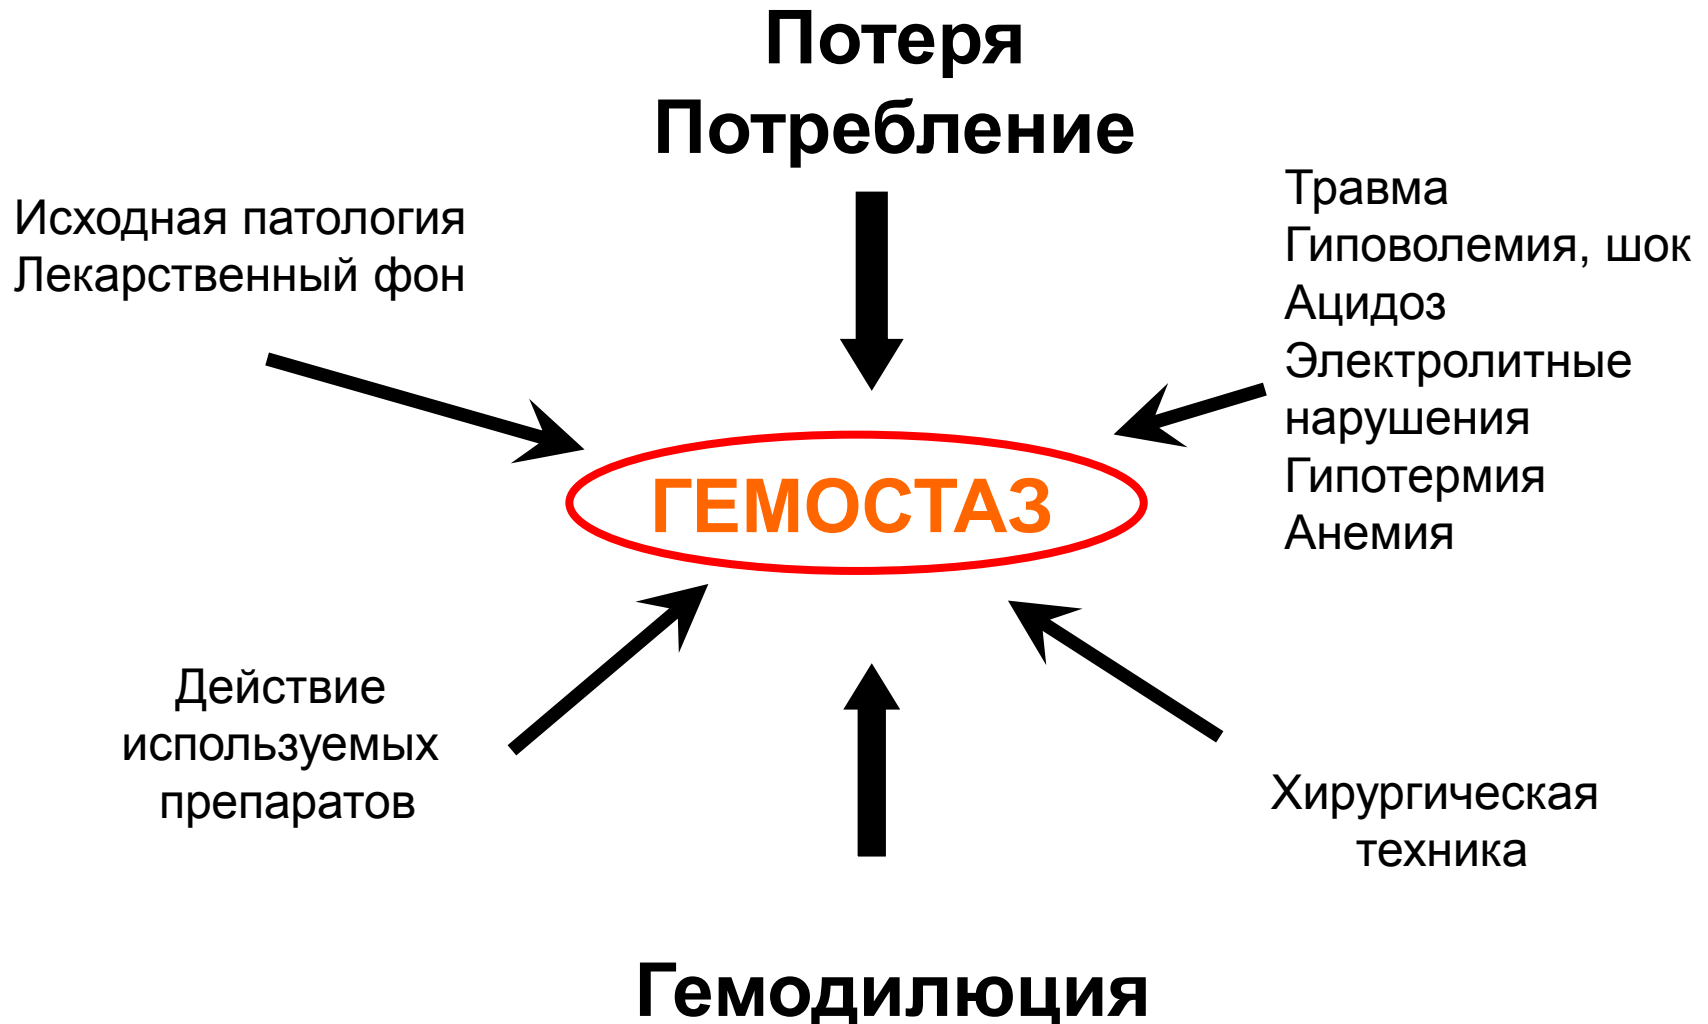 Потеря
Потребление
Исходная патология
Лекарственный фон
Травма
Гиповолемия, шок
Ацидоз
Электролитные
нарушения
Гипотермия
Анемия
ГЕМОСТАЗ
Действие
используемых
препаратов
Хирургическая
техника
Гемодилюция